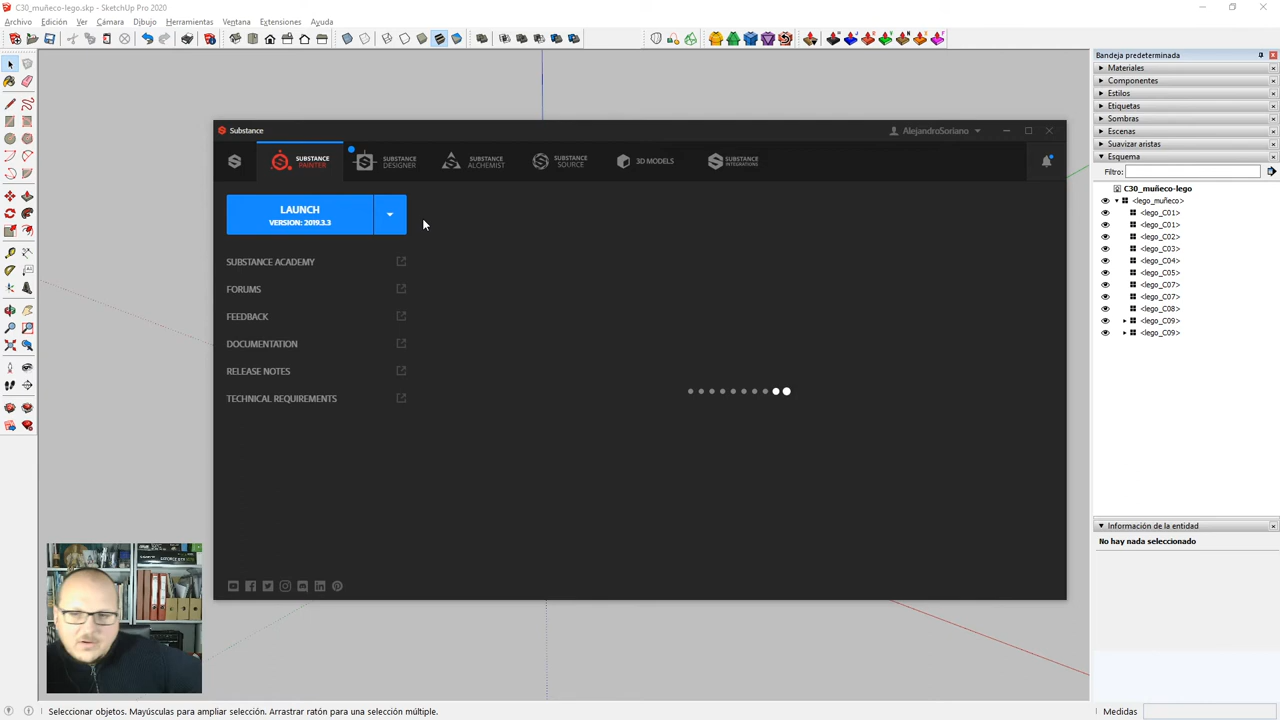 C30_muñeco-lego.skp - SketchUp Pro 2020
Archivo Edición Ver Cámara Dibujo Herramientas Ventana Extensiones Ayuda
Bandeja predeterminada
Materiales
Componentes
Estilos
Etiquetas
Sombras
Escenas
Suavizar aristas
Esquema
Filtro:
C30_muñeco-lego
<lego_muñeco>
<lego_C01>
<lego_C01>
<lego_C02>
<lego_C03>
<lego_C04>
<lego_C05>
<lego_C07>
<lego_C07>
<lego_C08>
<lego_C09>
<lego_C09>
Información de la entidad
No hay nada seleccionado
Substance
AlejandroSoriano
SUBSTANCE PAINTER
SUBSTANCE DESIGNER
SUBSTANCE ALCHEMIST
SUBSTANCE SOURCE
3D MODELS
SUBSTANCE INTEGRATIONS
LAUNCH
VERSION: 2019.3.3
SUBSTANCE ACADEMY
FORUMS
FEEDBACK
DOCUMENTATION
RELEASE NOTES
TECHNICAL REQUIREMENTS
Seleccionar objetos. Mayúsculas para ampliar selección. Arrastrar ratón para una selección múltiple.
Medidas